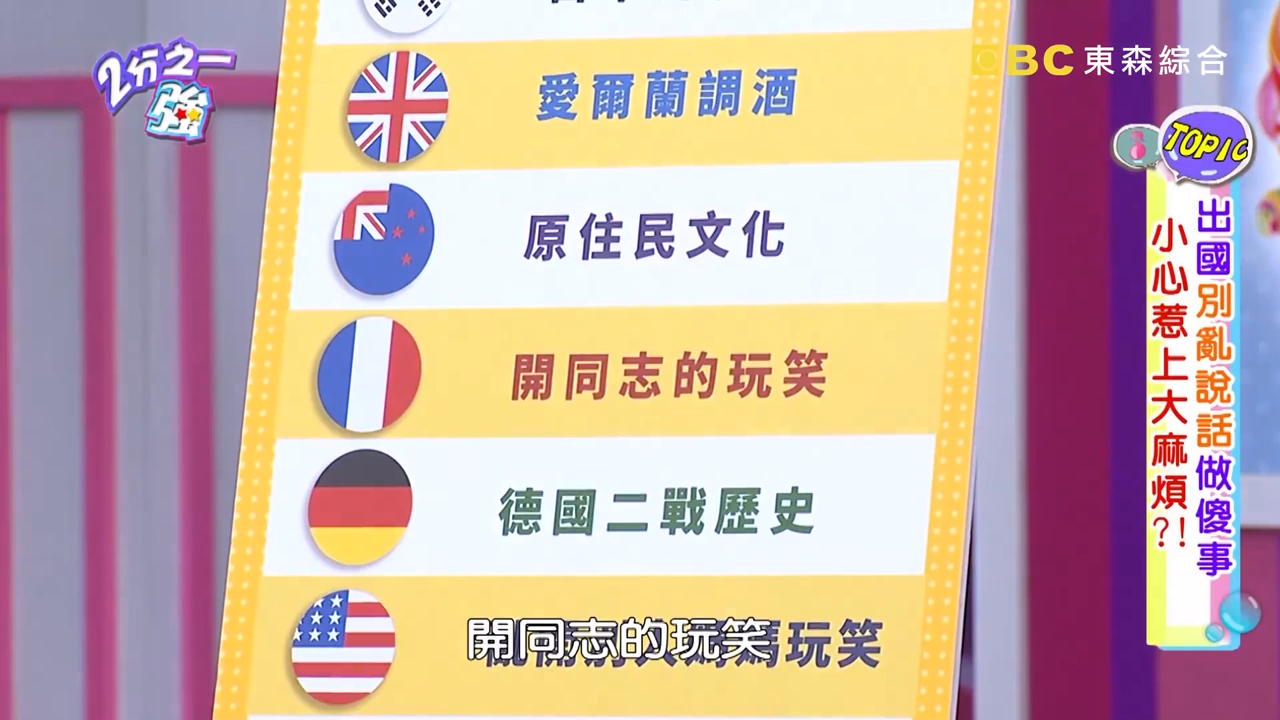 2分之一強
BC 東森綜合
TOPIC
出國別亂說話做傻事
小心惹上大麻煩?!
愛爾蘭調酒
原住民文化
開同志的玩笑
德國二戰歷史
媽玩笑
開同志的玩笑